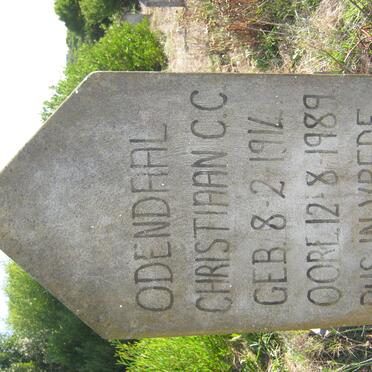 ODENDAAL
CHRISTIAAN C.C
GEB. 8-2-1914
OORL. 12-8-1989
RUS IN VREDE